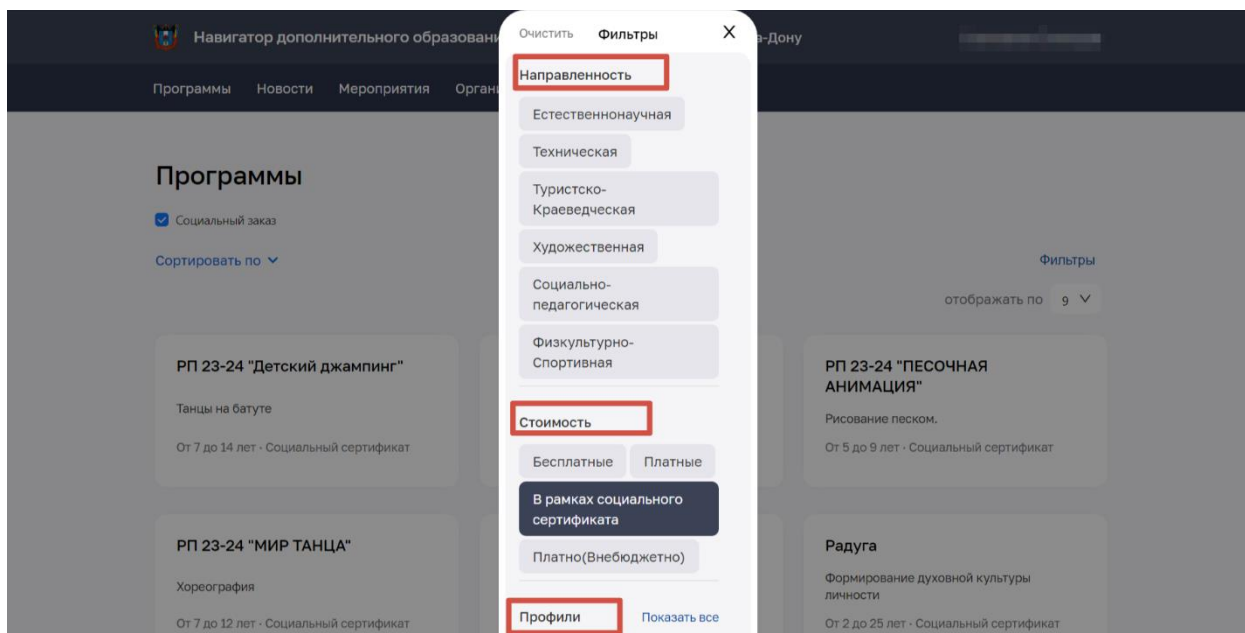 Навигатор дополнительного образовани
а-Дону
Программы Новости Мероприятия Органи
Очистить Фильтры X
Направленность
Естественнонаучная
Техническая
Туристско-
Краеведческая
Художественная
Социально-
педагогическая
Физкультурно-
Спортивная
Стоимость
Бесплатные Платные
В рамках социального
сертификата
Платно(Внебюджетно)
Профили Показать все
Программы
Социальный заказ
Сортировать по
Фильтры
отображать по 9
РП 23-24 "Детский джампинг"
Танцы на батуте
От 7 до 14 лет · Социальный сертификат
РП 23-24 "ПЕСОЧНАЯ
АНИМАЦИЯ"
Рисование песком.
От 5 до 9 лет · Социальный сертификат
РП 23-24 "МИР ТАНЦА"
Хореография
От 7 до 12 лет · Социальный сертификат
Радуга
Формирование духовной культуры
личности
От 2 до 25 лет · Социальный сертификат